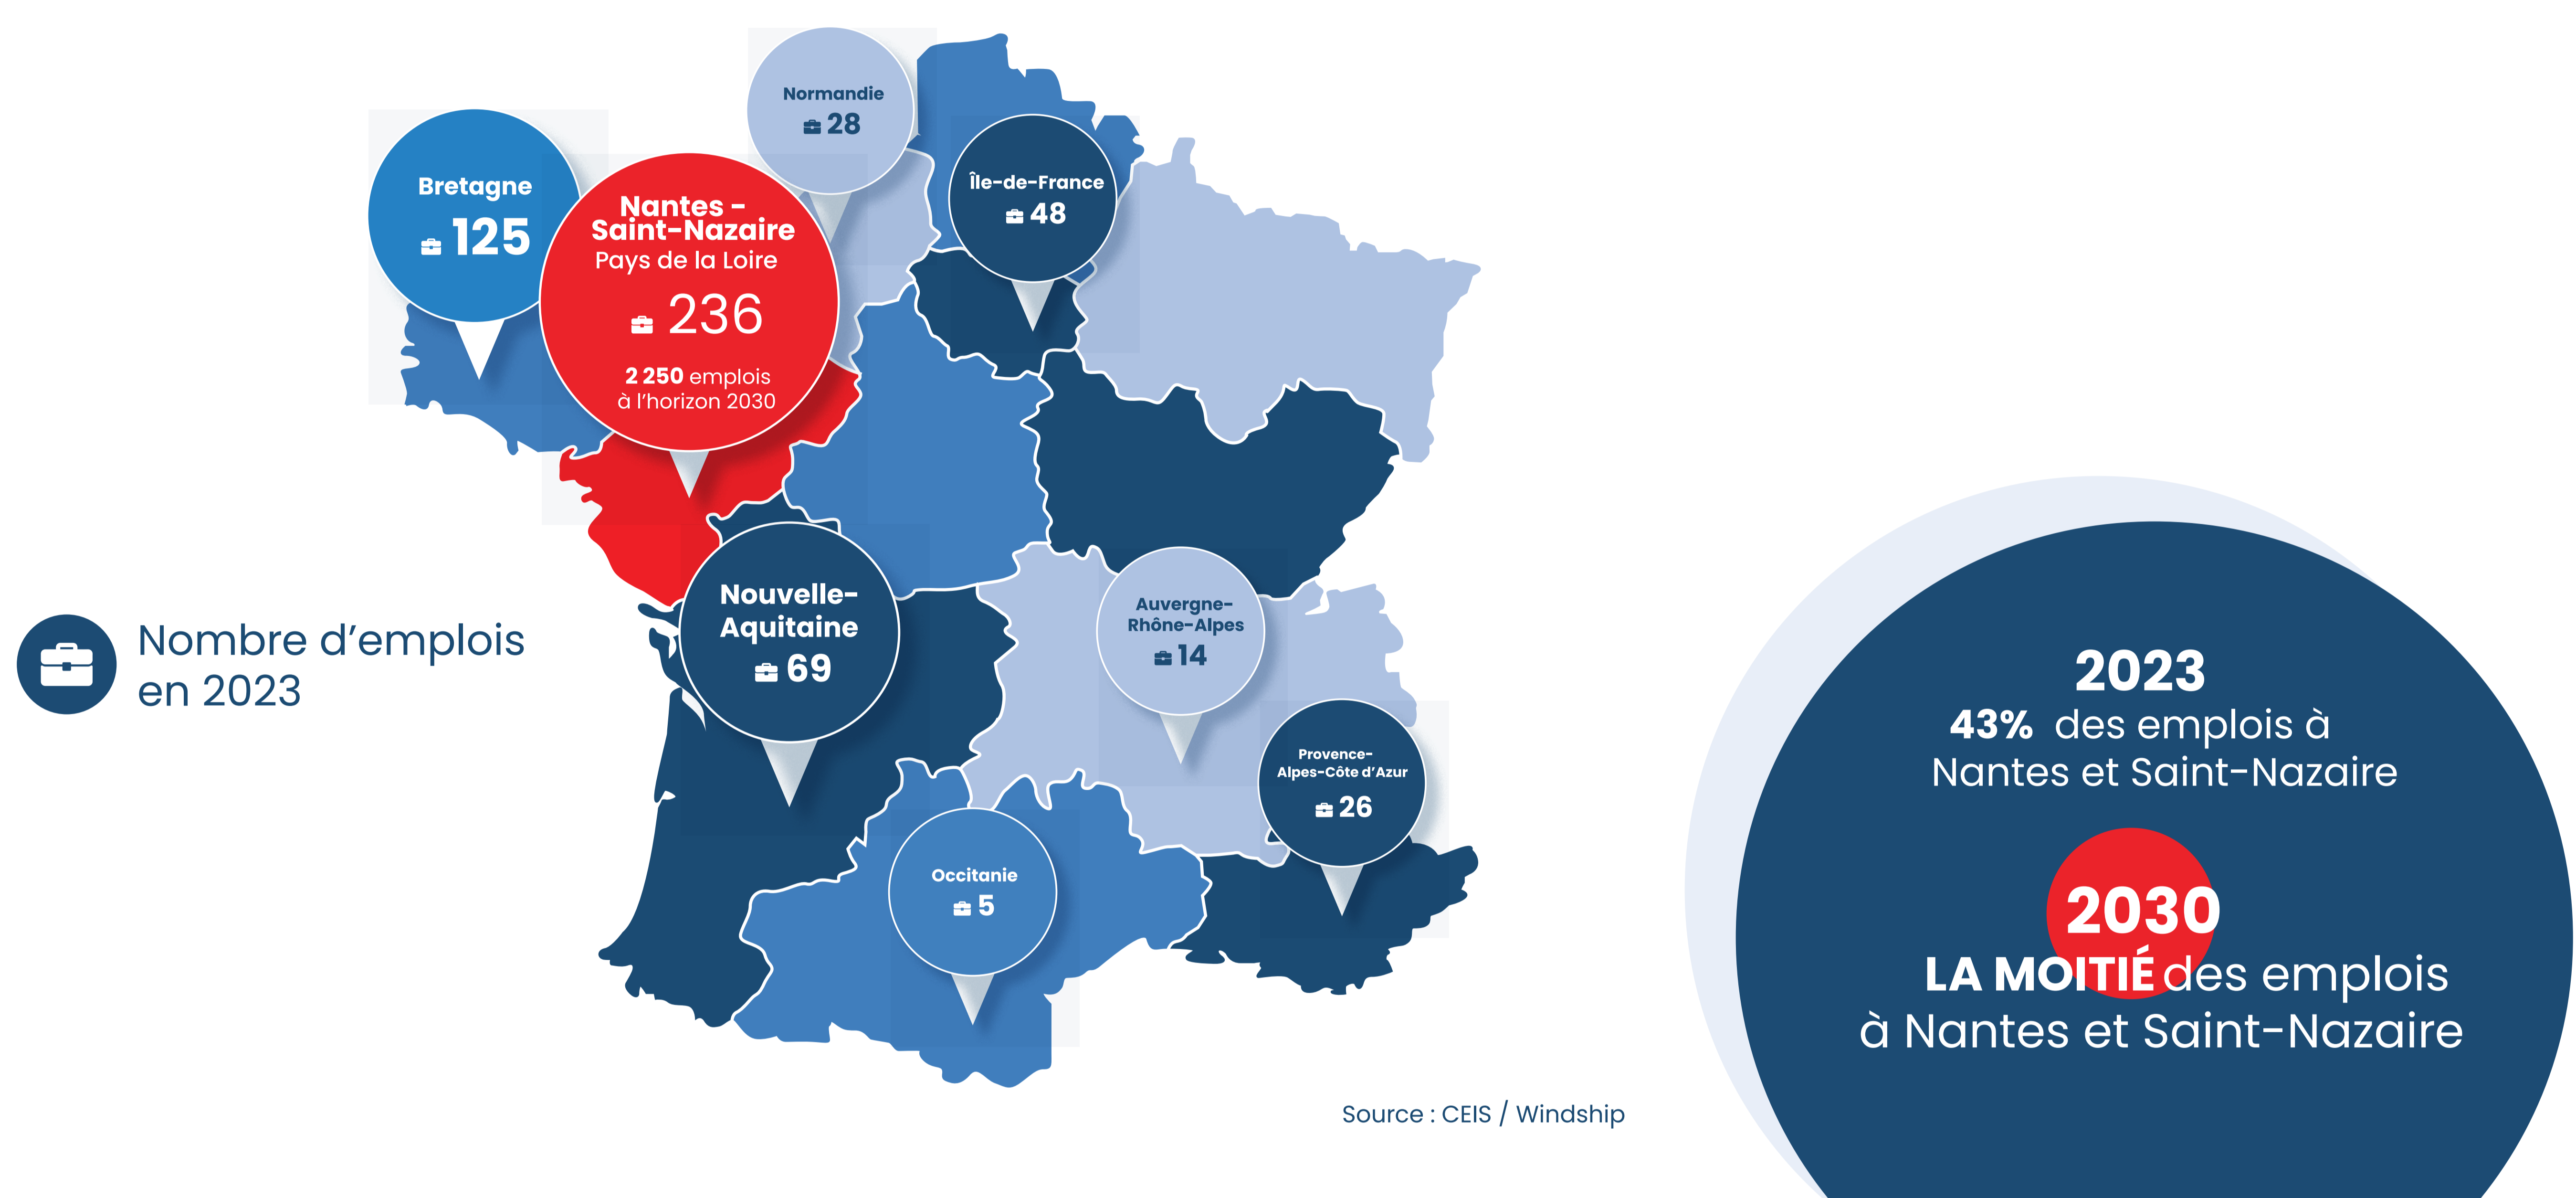 Normandie
28
Bretagne
125
Île-de-France
48
Nantes -
Saint-Nazaire
Pays de la Loire
236
2 250 emplois
à l'horizon 2030
Nouvelle-
Aquitaine
69
Auvergne-
Rhône-Alpes
14
Provence-
Alpes-Côte d'Azur
26
Occitanie
5
Nombre d'emplois
en 2023
Source : CEIS / Windship
2023
43% des emplois à
Nantes et Saint-Nazaire
2030
LA MOITIÉ des emplois
à Nantes et Saint-Nazaire